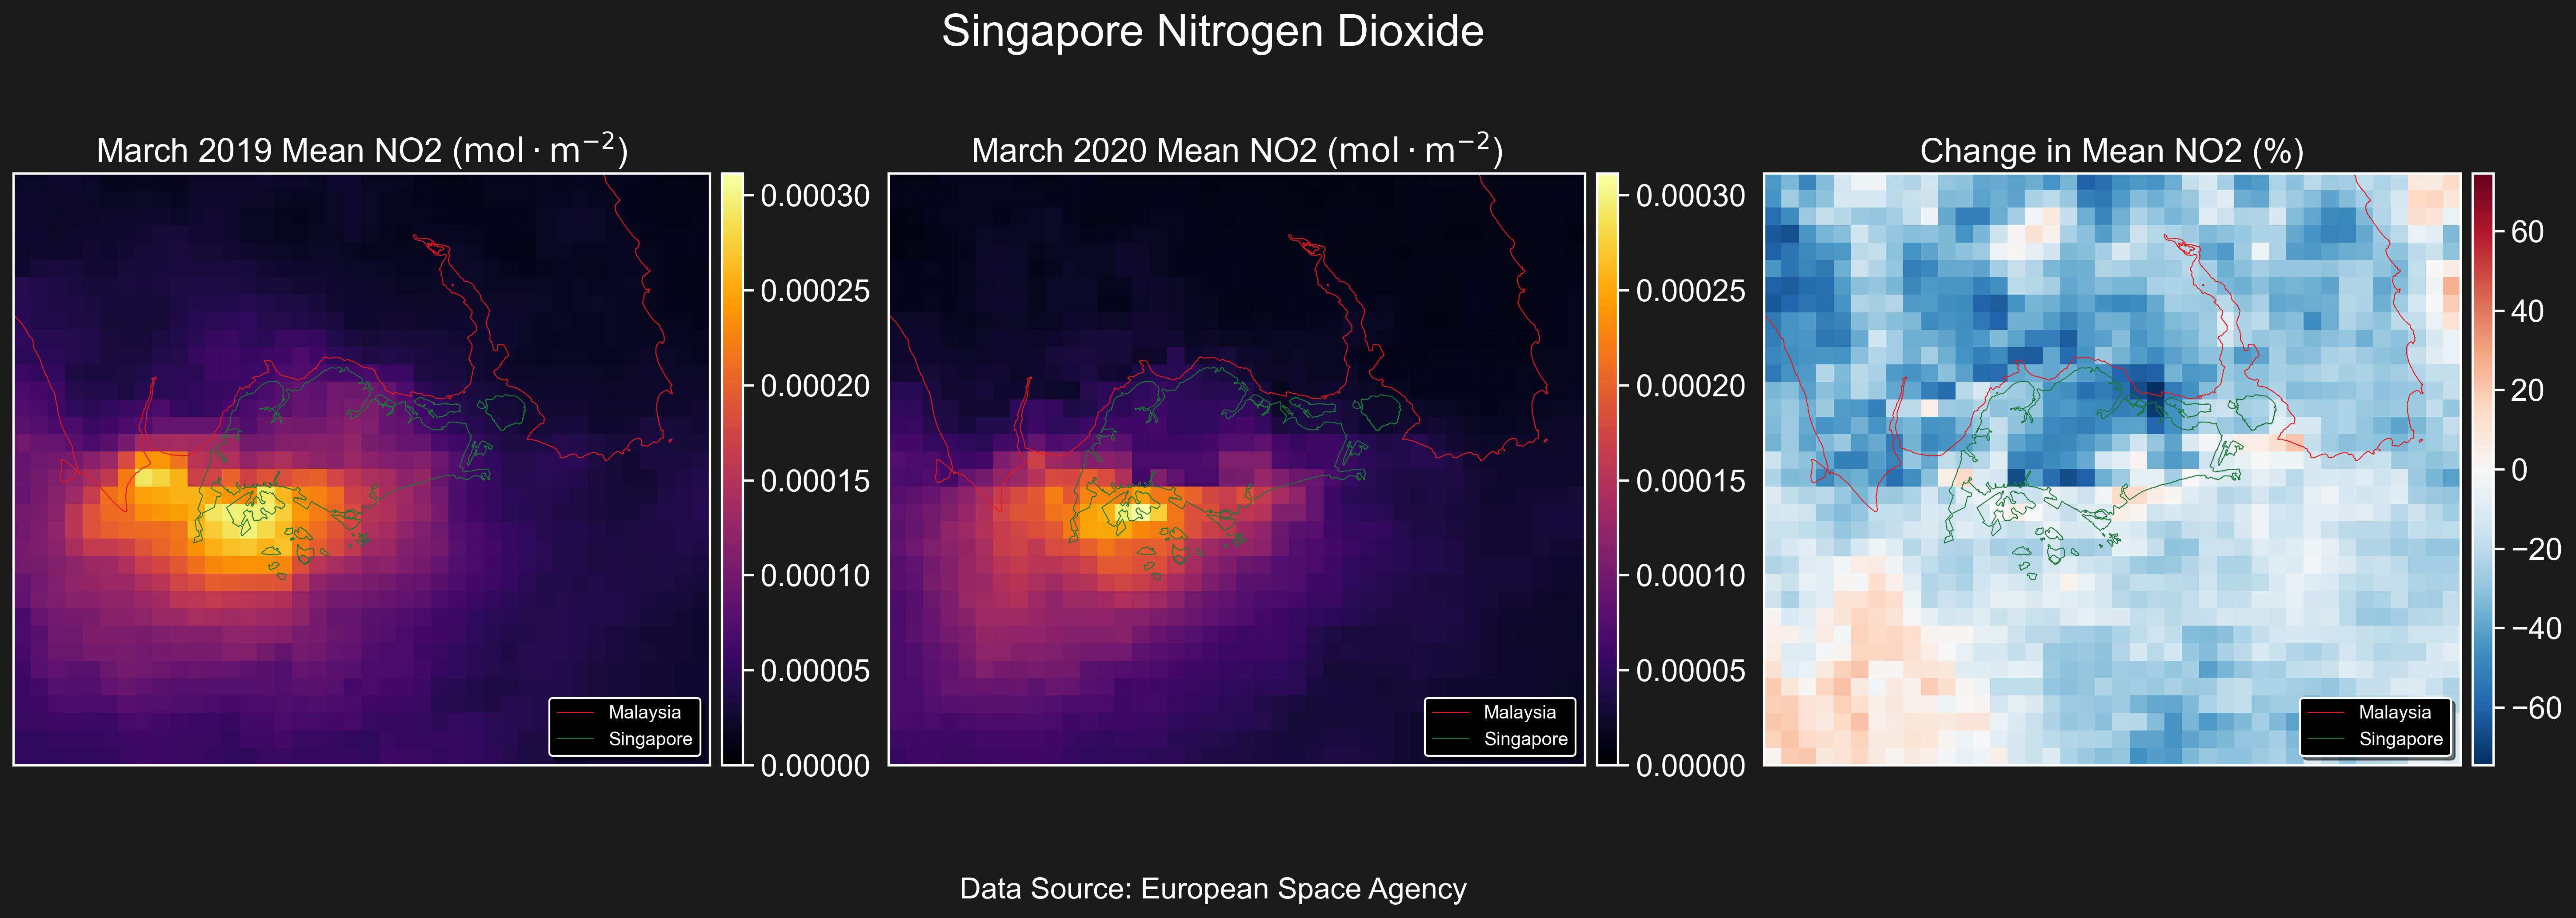 Singapore Nitrogen Dioxide
March 2019 Mean NO2 (mol · m⁻²)
0.00030
0.00025
0.00020
0.00015
0.00010
0.00005
0.00000
Malaysia
Singapore
March 2020 Mean NO2 (mol · m⁻²)
0.00030
0.00025
0.00020
0.00015
0.00010
0.00005
0.00000
Malaysia
Singapore
Change in Mean NO2 (%)
60
40
20
0
−20
−40
−60
Malaysia
Singapore
Data Source: European Space Agency